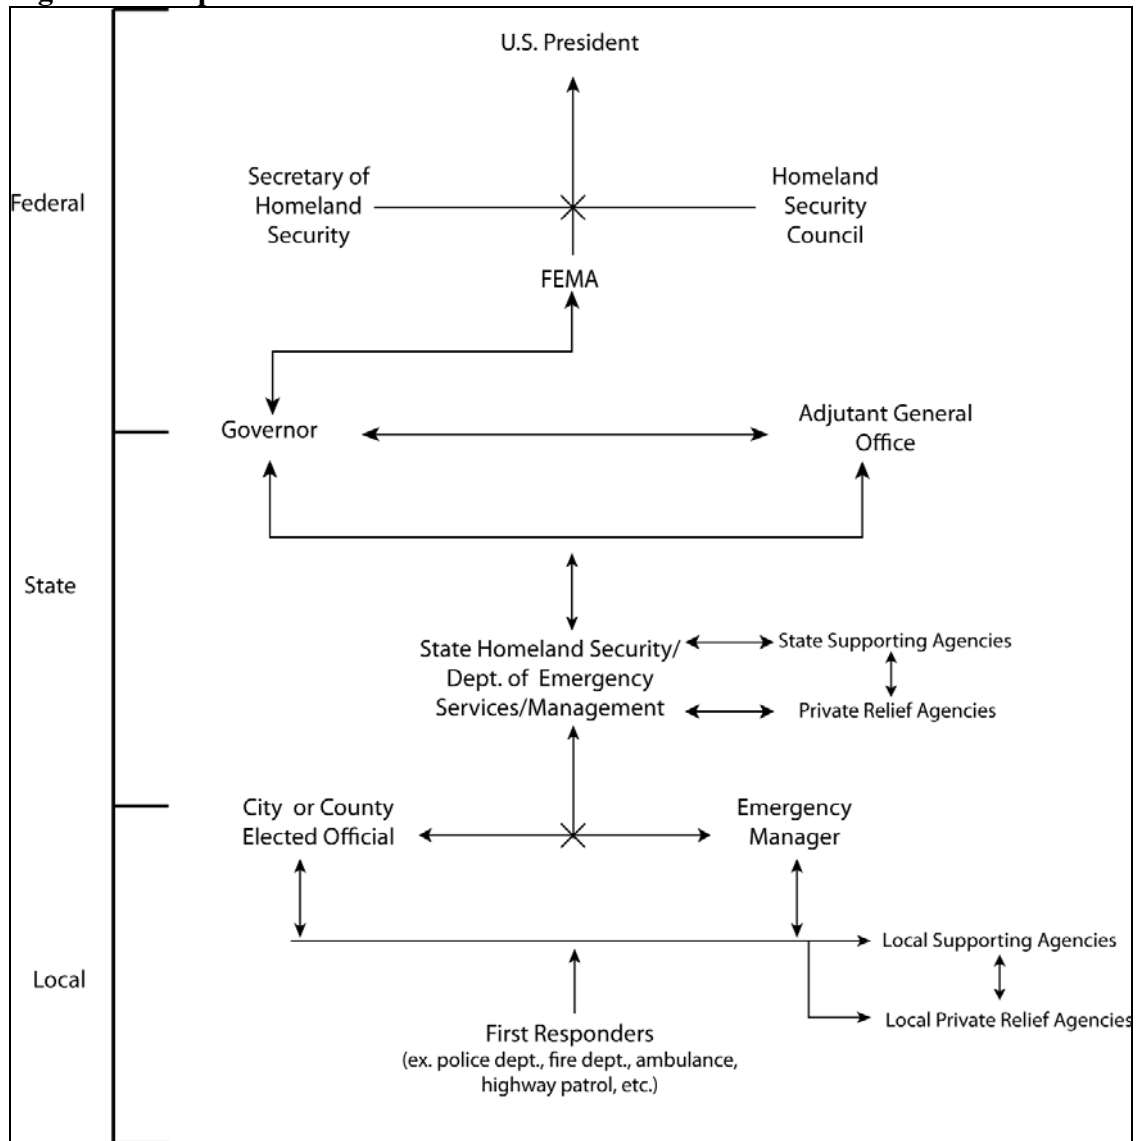 U.S. President
Secretary of
Homeland
Security
Homeland
Security
Council
Federal
FEMA
Governor
Adjutant General
Office
State
State Homeland Security/
Dept. of Emergency
Services/Management
State Supporting Agencies
Private Relief Agencies
City or County
Elected Official
Emergency
Manager
Local
Local Supporting Agencies
Local Private Relief Agencies
First Responders
(ex. police dept., fire dept., ambulance,
highway patrol, etc.)